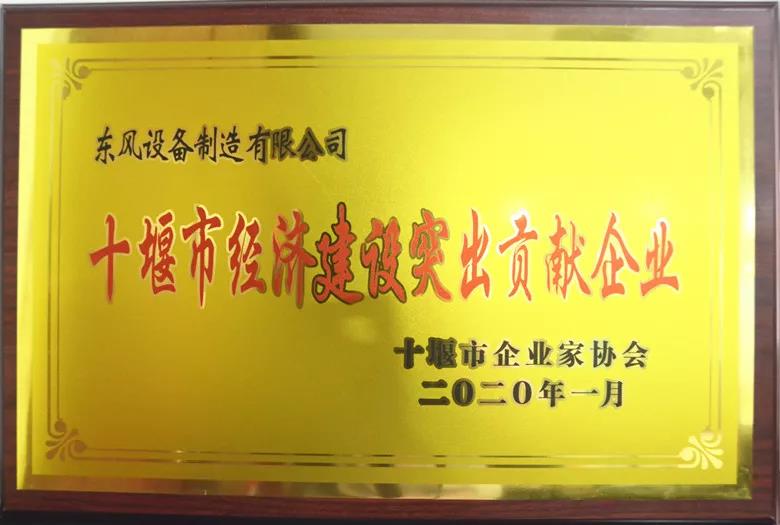 东风设备制造有限公司
十堰市经济建设突出贡献企业
十堰市企业家协会
二〇二〇年一月